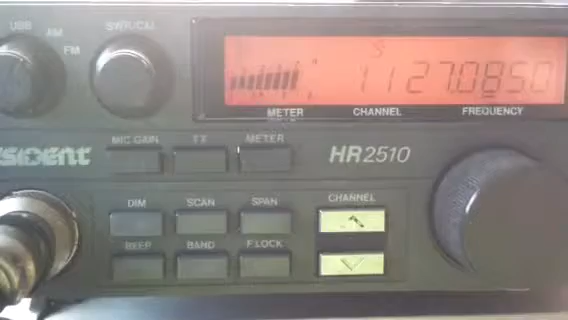 USB AM FM SWR/CAL
11 27.0850
METER CHANNEL FREQUENCY
MIC GAIN TX METER
SIDENT HR2510
DIM SCAN SPAN CHANNEL
BEEP BAND F.LOCK